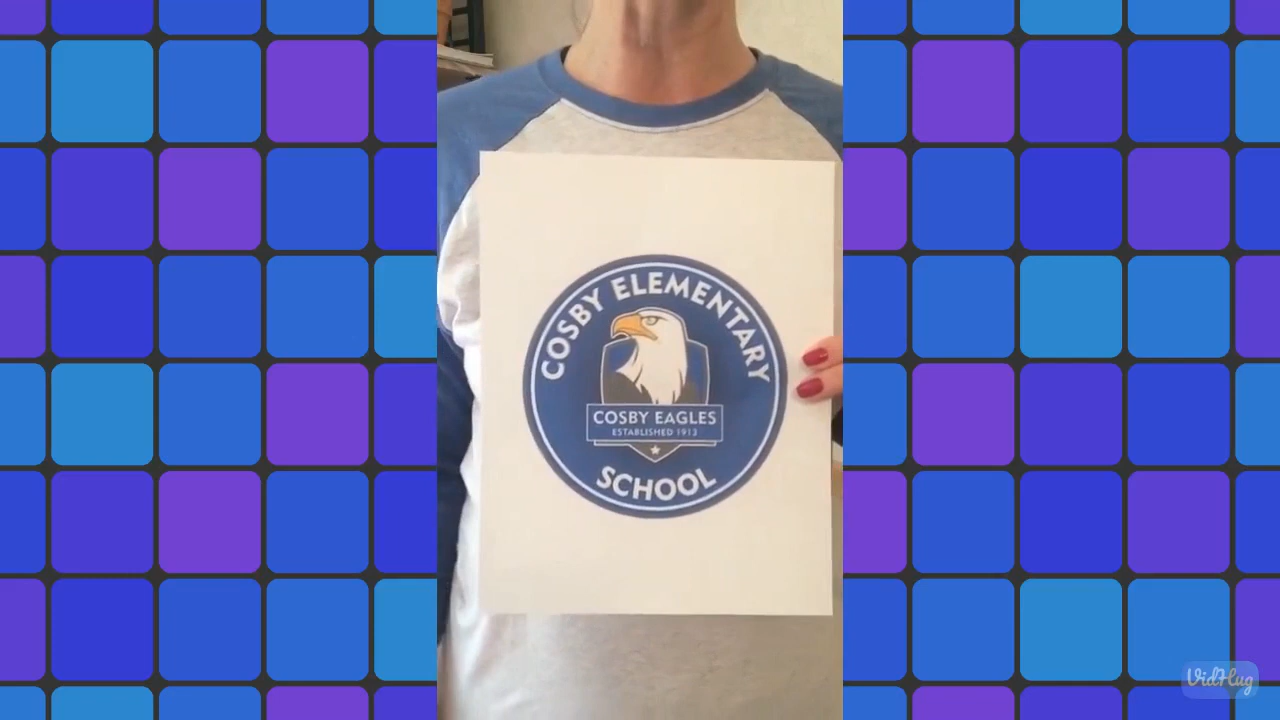 COSBY ELEMENTARY
COSBY EAGLES
ESTABLISHED 1913
SCHOOL
VidHug